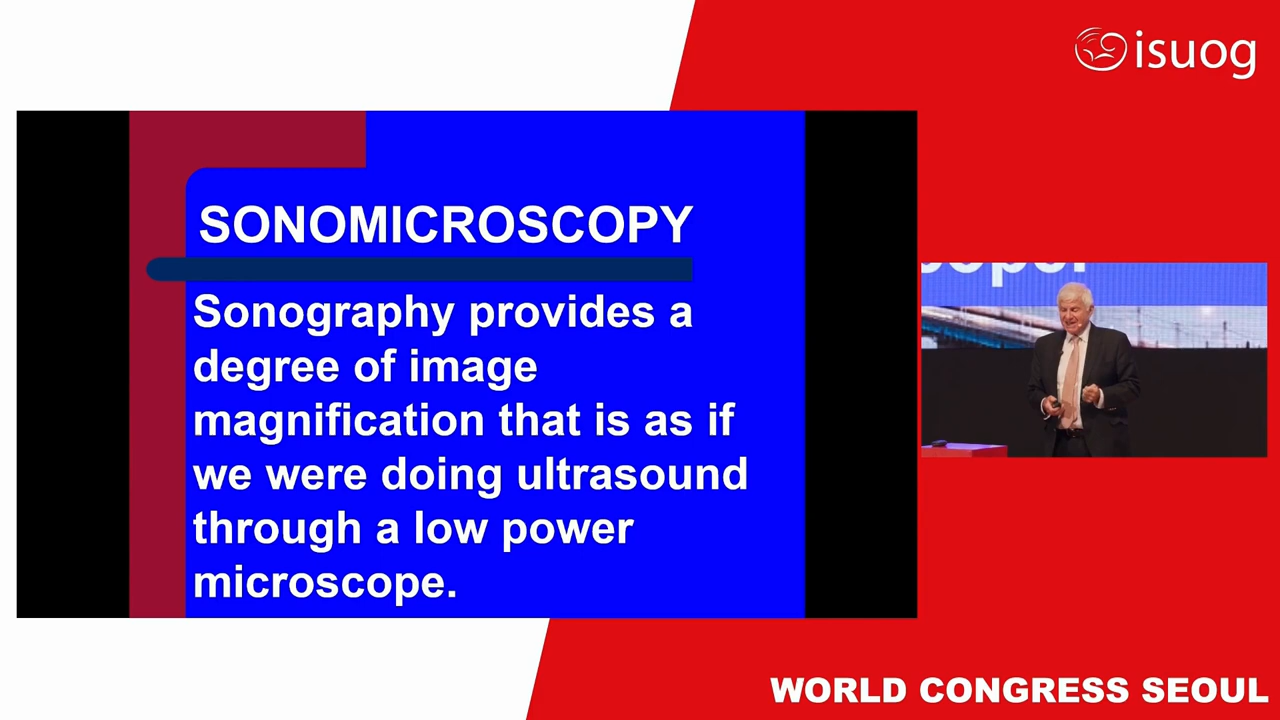 isuog
SONOMICROSCOPY
Sonography provides a
degree of image
magnification that is as if
we were doing ultrasound
through a low power
microscope.
WORLD CONGRESS SEOUL